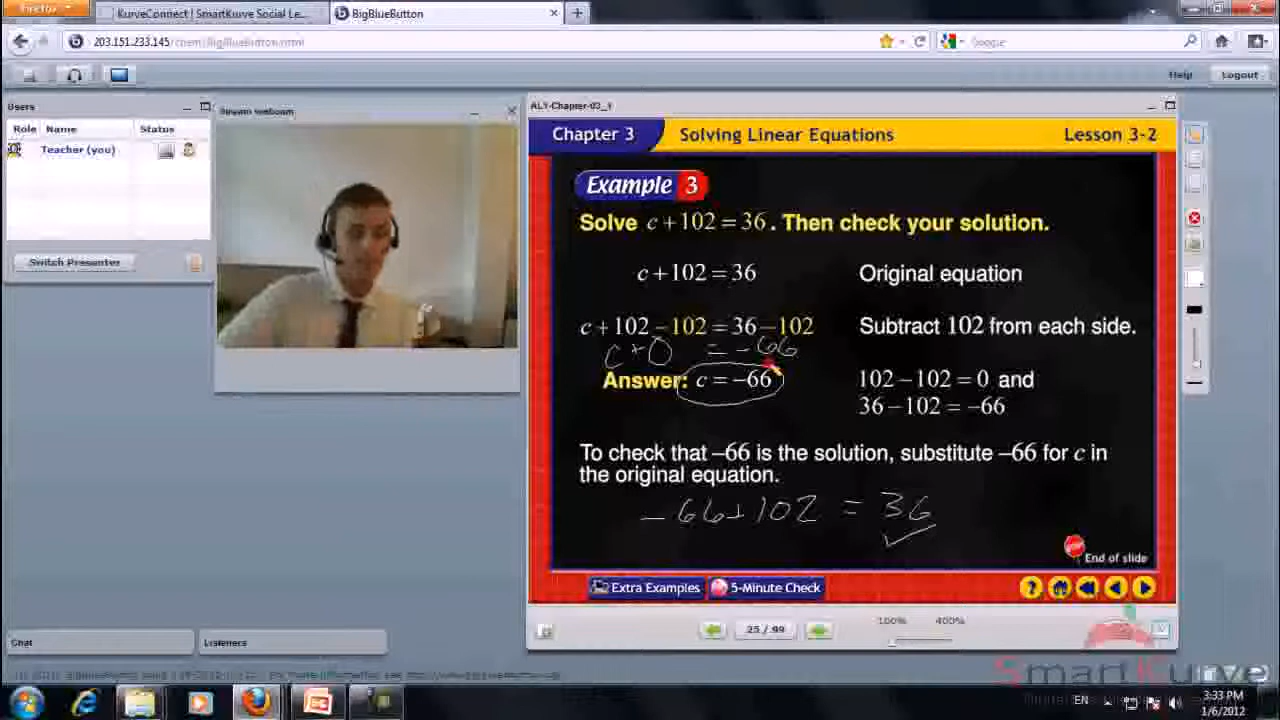 Firefox
KurveConnect | SmartKurve Social Le...
BigBlueButton
203.151.233.145/client/BigBlueButton.html
Google
Help
Logout
Users
Role Name Status
Teacher (you)
Switch Presenter
Stream webcam
ALY-Chapter-03_1
Chapter 3
Solving Linear Equations
Lesson 3-2
Example 3
Solve c + 102 = 36. Then check your solution.
c + 102 = 36
Original equation
c + 102 – 102 = 36 – 102
Subtract 102 from each side.
c + 0 = -66
Answer: c = –66
102 – 102 = 0 and
36 – 102 = –66
To check that –66 is the solution, substitute –66 for c in
the original equation.
-66 + 102 = 36
End of slide
Extra Examples
5-Minute Check
?
25 / 99
100%
400%
Chat
Listeners
SmartKurve
EN
3:33 PM
1/6/2012